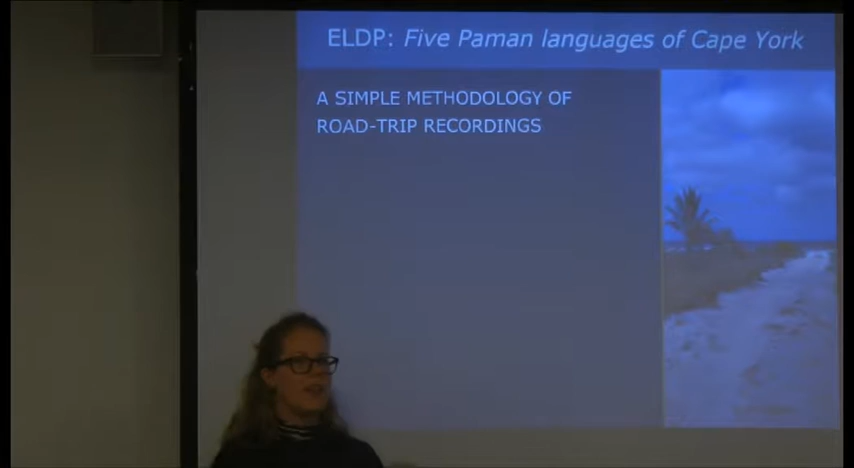 ELDP: Five Paman languages of Cape York
A SIMPLE METHODOLOGY OF
ROAD-TRIP RECORDINGS